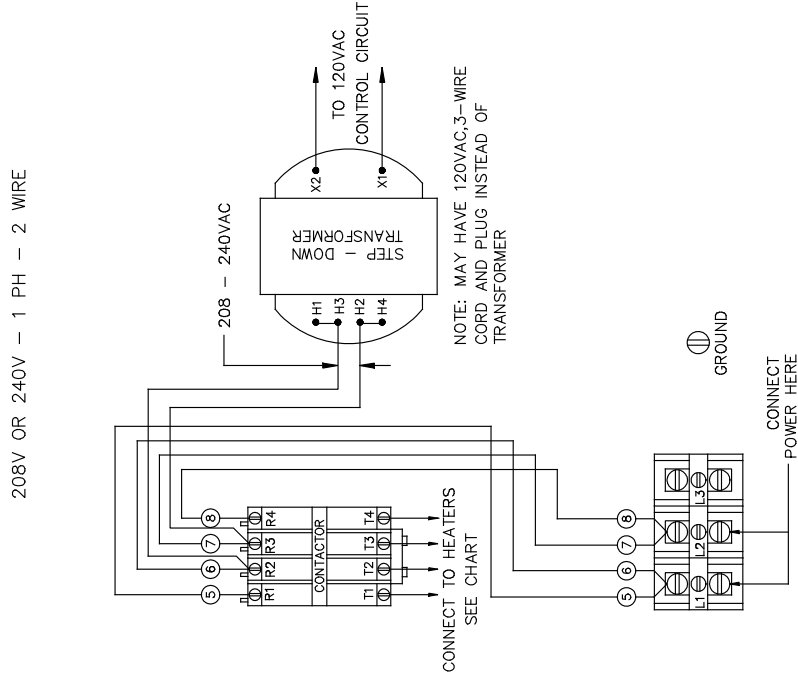 208V OR 240V – 1 PH – 2 WIRE
TO 120VAC
CONTROL CIRCUIT
X2
X1
STEP – DOWN
TRANSFORMER
208 – 240VAC
H1
H3
H2
H4
NOTE: MAY HAVE 120VAC,3–WIRE
CORD AND PLUG INSTEAD OF
TRANSFORMER
GROUND
CONNECT
POWER HERE
8
7
6
5
R4
R3
R2
R1
CONTACTOR
T4
T3
T2
T1
CONNECT TO HEATERS
SEE CHART
8
7
6
5
L3
L2
L1